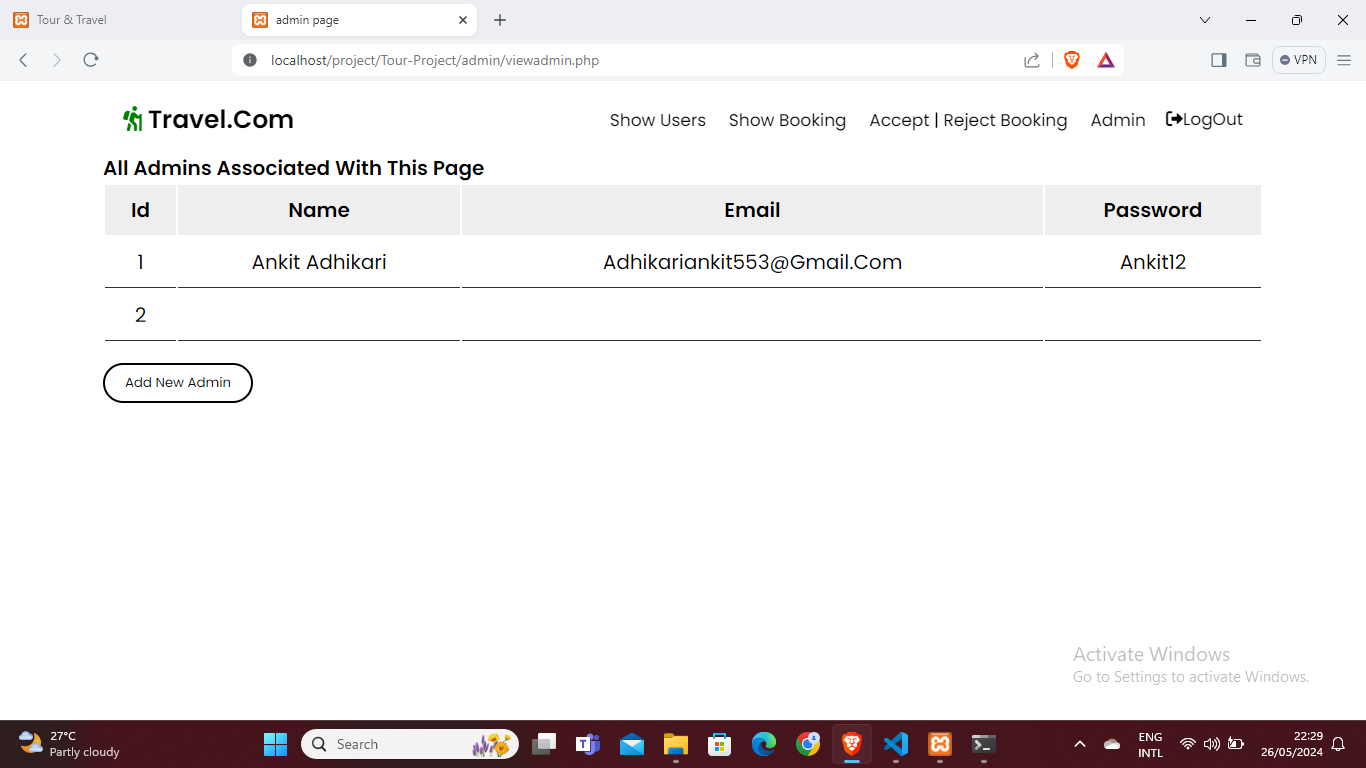 Tour & Travel
admin page
localhost/project/Tour-Project/admin/viewadmin.php
VPN
Travel.Com
Show Users
Show Booking
Accept | Reject Booking
Admin
LogOut
All Admins Associated With This Page
Id Name Email Password
1 Ankit Adhikari Adhikariankit553@Gmail.Com Ankit12
2
Add New Admin
Activate Windows
Go to Settings to activate Windows.
27°C
Partly cloudy
Search
ENG
INTL
22:29
26/05/2024